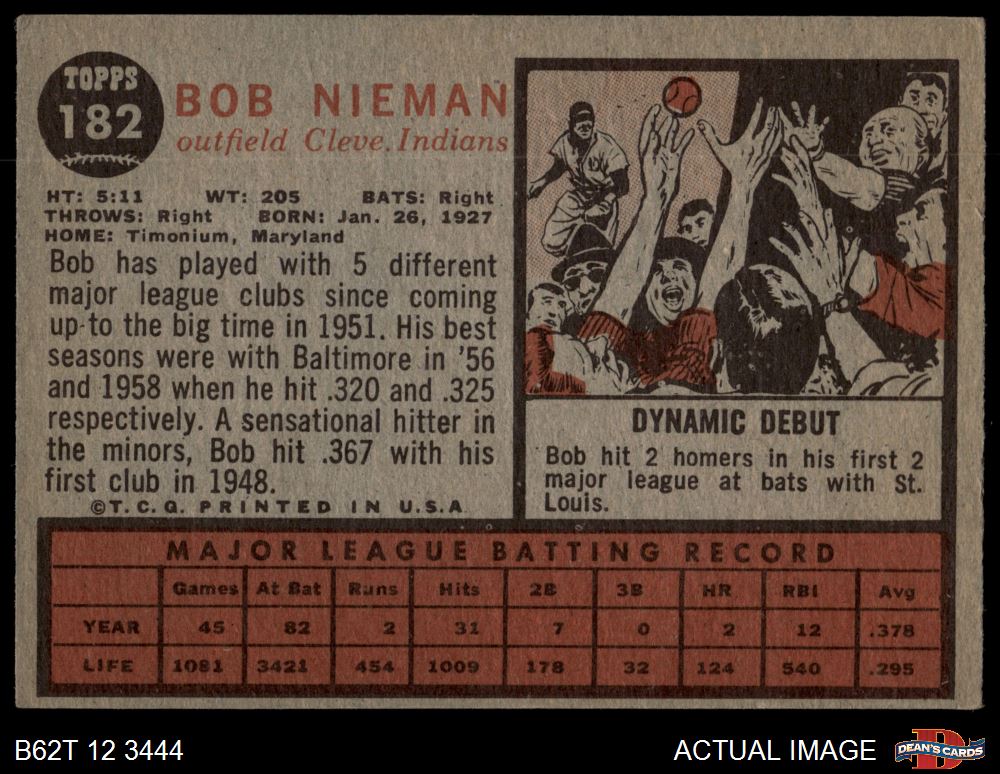 TOPPS
182
BOB NIEMAN
outfield Cleve. Indians
HT: 5:11 WT: 205 BATS: Right
THROWS: Right BORN: Jan. 26, 1927
HOME: Timonium, Maryland
Bob has played with 5 different
major league clubs since coming
up to the big time in 1951. His best
seasons were with Baltimore in '56
and 1958 when he hit .320 and .325
respectively. A sensational hitter in
the minors, Bob hit .367 with his
first club in 1948.
©T.C.G. PRINTED IN U.S.A
DYNAMIC DEBUT
Bob hit 2 homers in his first 2
major league at bats with St.
Louis.
MAJOR LEAGUE BATTING RECORD
Games At Bat Runs Hits 2B 3B HR RBI Avg
YEAR 45 82 2 31 7 0 2 12 .378
LIFE 1081 3421 454 1009 178 32 124 540 .295
B62T 12 3444
ACTUAL IMAGE
DEAN'S CARDS